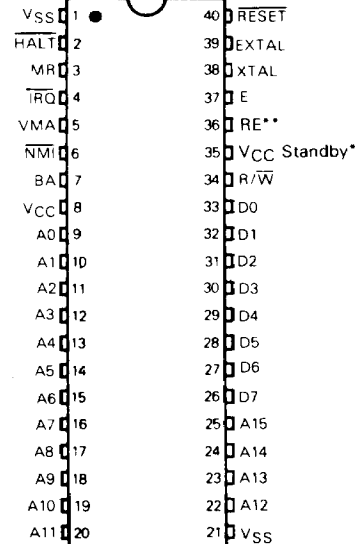 VSS 1 40 RESET
HALT 2 39 EXTAL
MR 3 38 XTAL
IRQ 4 37 E
VMA 5 36 RE**
NMI 6 35 VCC Standby*
BA 7 34 R/W
VCC 8 33 D0
A0 9 32 D1
A1 10 31 D2
A2 11 30 D3
A3 12 29 D4
A4 13 28 D5
A5 14 27 D6
A6 15 26 D7
A7 16 25 A15
A8 17 24 A14
A9 18 23 A13
A10 19 22 A12
A11 20 21 VSS